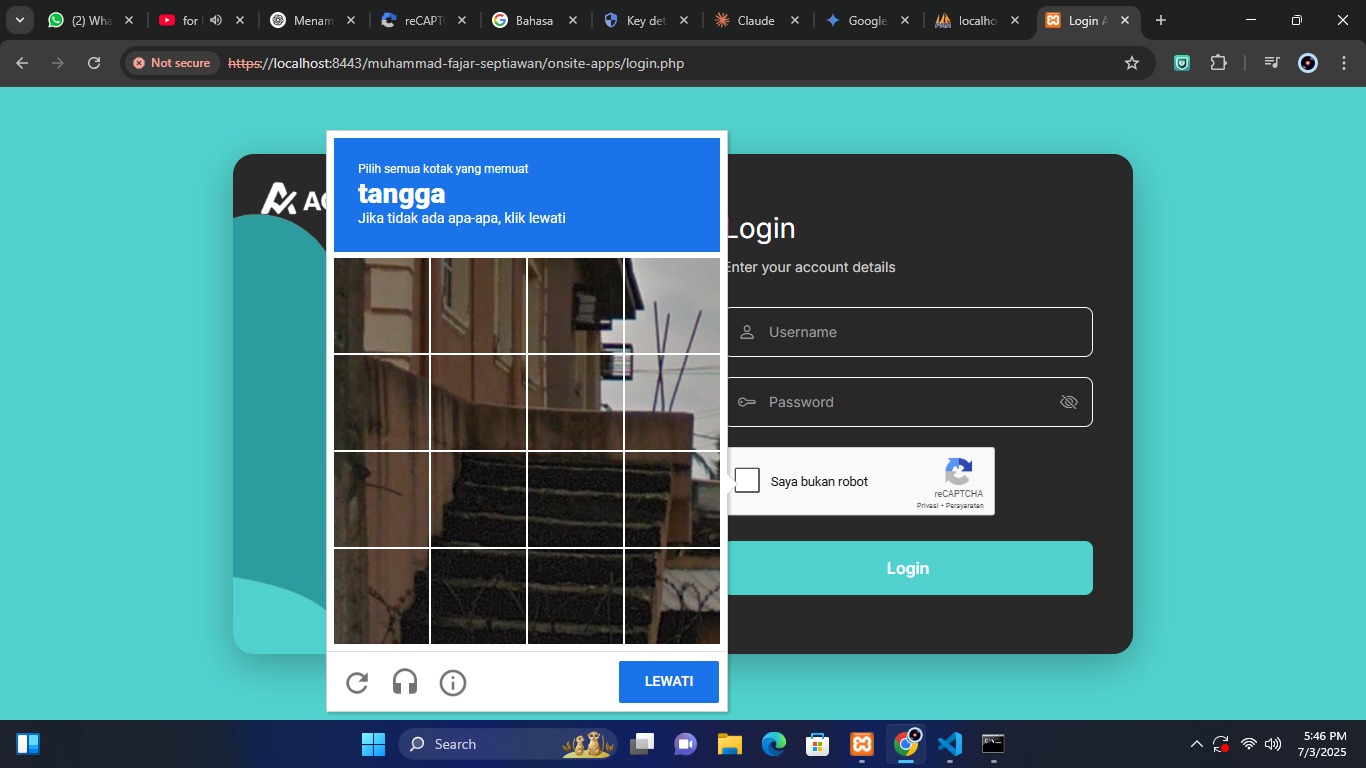 (2) Wha
for
Menam
reCAPT
Bahasa
Key det
Claude
Google
localho
Login A
Not secure
https://localhost:8443/muhammad-fajar-septiawan/onsite-apps/login.php
Pilih semua kotak yang memuat
tangga
Jika tidak ada apa-apa, klik lewati
Login
Enter your account details
Username
Password
Saya bukan robot
reCAPTCHA
Privasi - Persyaratan
Login
LEWATI
Search
5:46 PM
7/3/2025